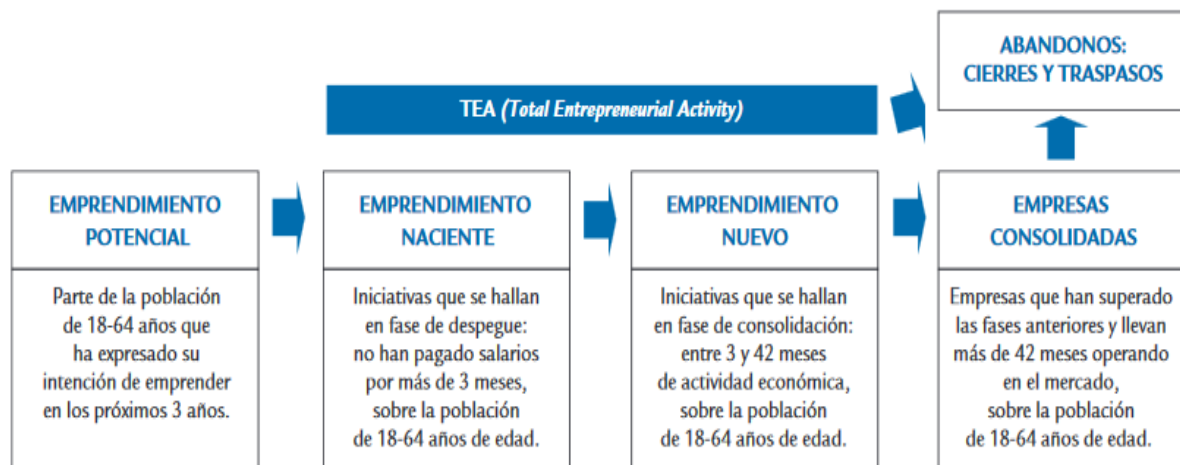 ABANDONOS:
CIERRES Y TRASPASOS
TEA (Total Entrepreneurial Activity)
EMPRENDIMIENTO
POTENCIAL
Parte de la población
de 18-64 años que
ha expresado su
intención de emprender
en los próximos 3 años.
EMPRENDIMIENTO
NACIENTE
Iniciativas que se hallan
en fase de despegue:
no han pagado salarios
por más de 3 meses,
sobre la población
de 18-64 años de edad.
EMPRENDIMIENTO
NUEVO
Iniciativas que se hallan
en fase de consolidación:
entre 3 y 42 meses
de actividad económica,
sobre la población
de 18-64 años de edad.
EMPRESAS
CONSOLIDADAS
Empresas que han superado
las fases anteriores y llevan
más de 42 meses operando
en el mercado,
sobre la población
de 18-64 años de edad.